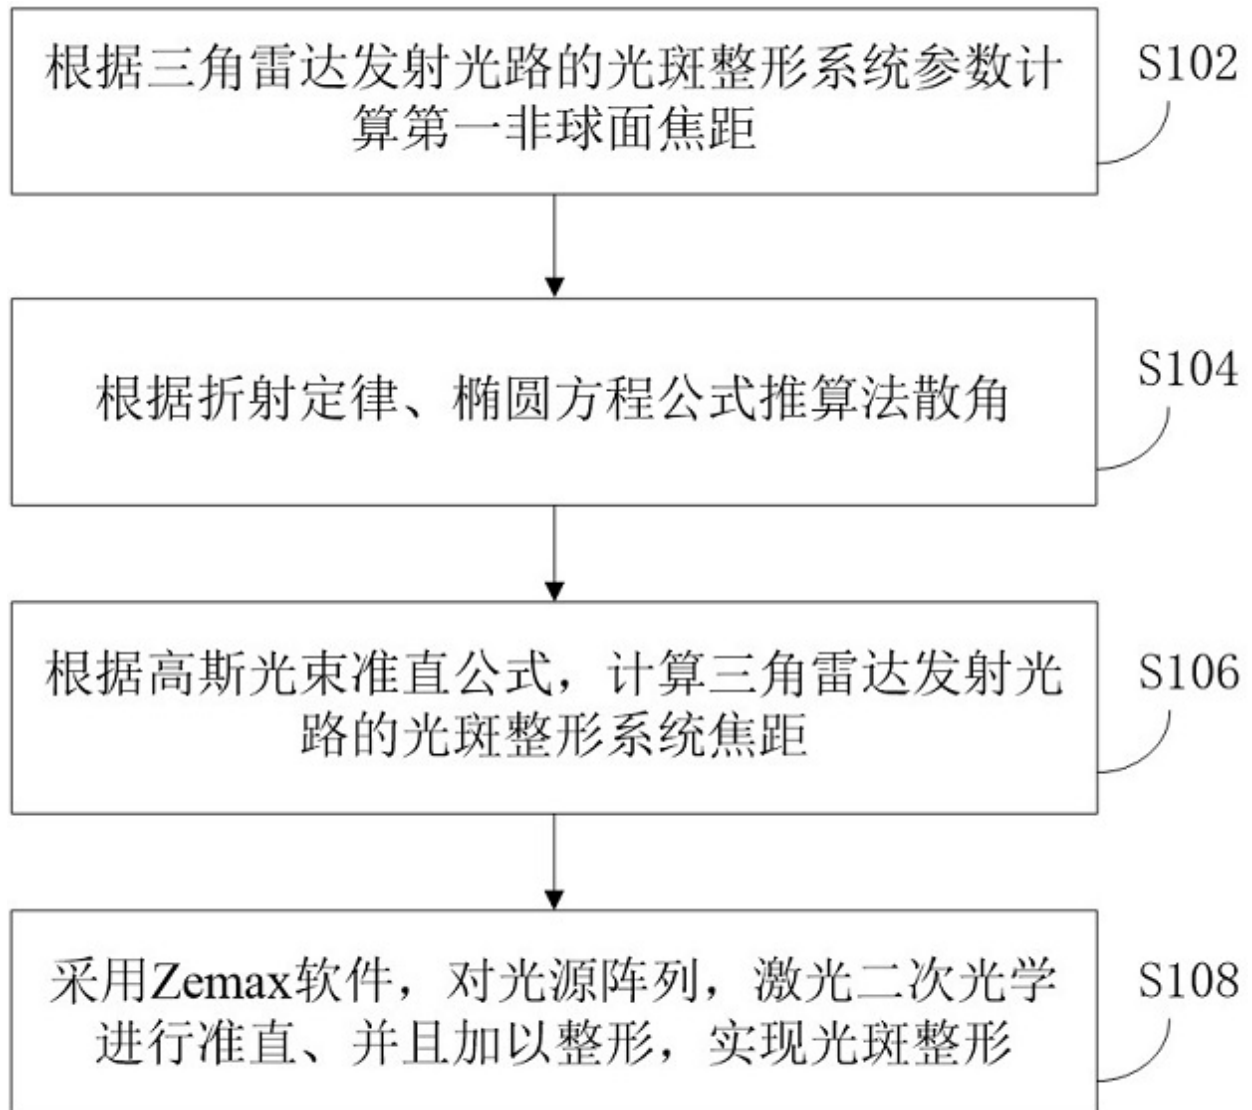 根据三角雷达发射光路的光斑整形系统参数计
算第一非球面焦距
S102
根据折射定律、椭圆方程公式推算法散角
S104
根据高斯光束准直公式，计算三角雷达发射光
路的光斑整形系统焦距
S106
采用Zemax软件，对光源阵列，激光二次光学
进行准直、并且加以整形，实现光斑整形
S108